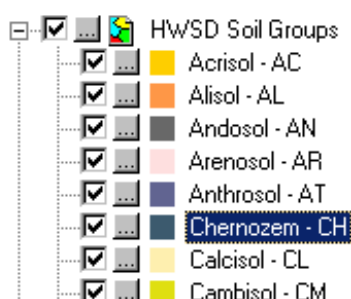 HWSD Soil Groups
Acrisol - AC
Alisol - AL
Andosol - AN
Arenosol - AR
Anthrosol - AT
Chernozem - CH
Calcisol - CL
Cambisol - CM